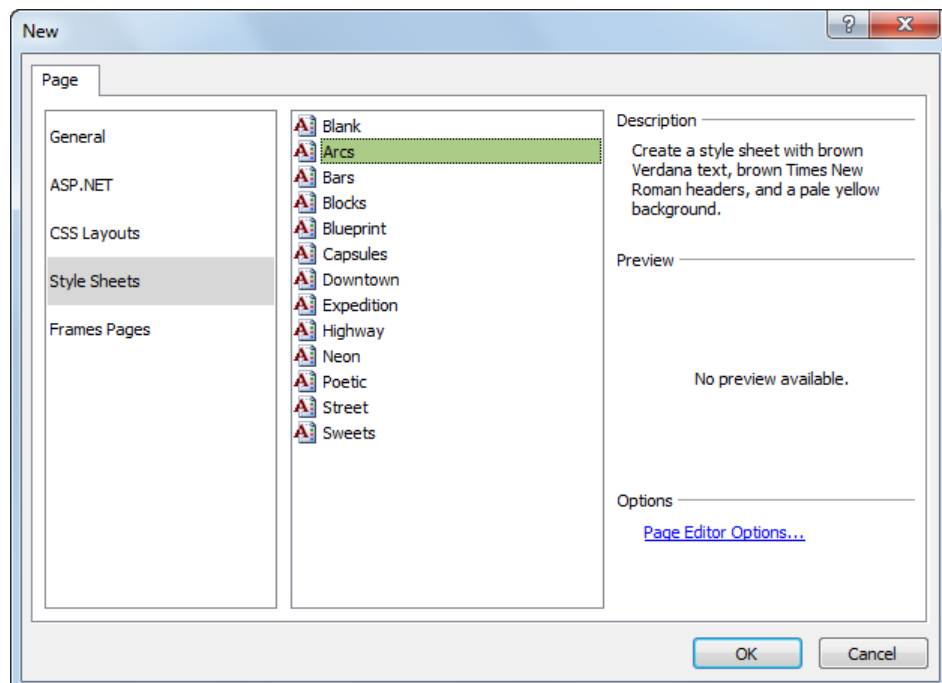 New
Page
General
ASP.NET
CSS Layouts
Style Sheets
Frames Pages
Blank
Arcs
Bars
Blocks
Blueprint
Capsules
Downtown
Expedition
Highway
Neon
Poetic
Street
Sweets
Description
Create a style sheet with brown
Verdana text, brown Times New
Roman headers, and a pale yellow
background.
Preview
No preview available.
Options
Page Editor Options...
OK
Cancel